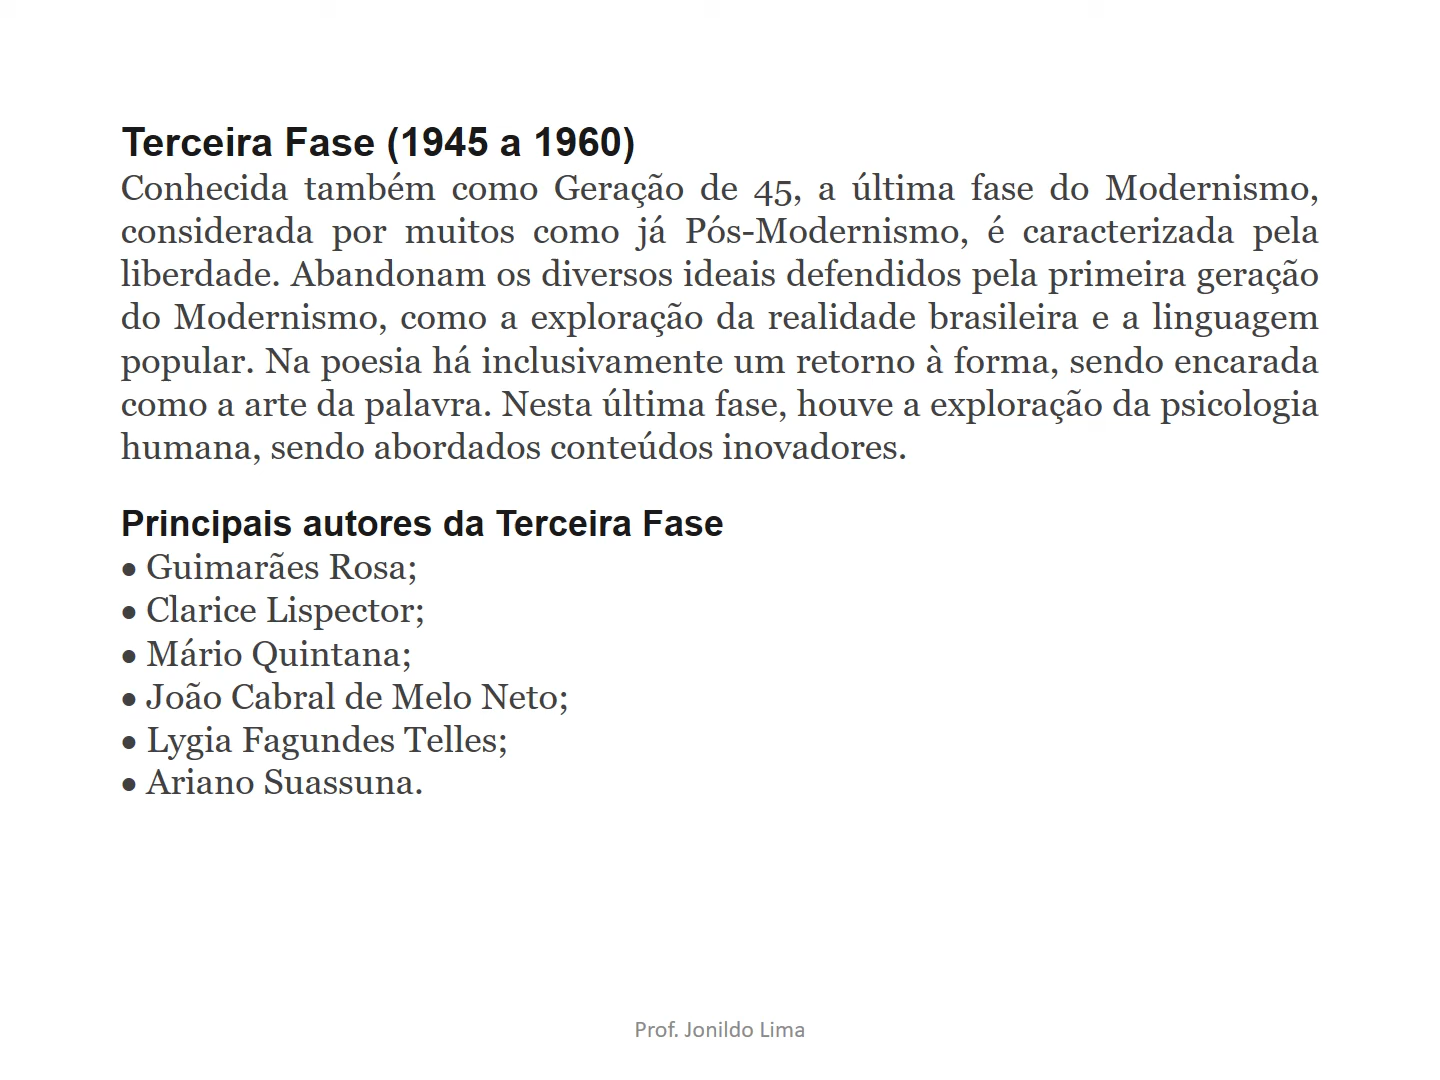 Terceira Fase (1945 a 1960)
Conhecida também como Geração de 45, a última fase do Modernismo,
considerada por muitos como já Pós-Modernismo, é caracterizada pela
liberdade. Abandonam os diversos ideais defendidos pela primeira geração
do Modernismo, como a exploração da realidade brasileira e a linguagem
popular. Na poesia há inclusivamente um retorno à forma, sendo encarada
como a arte da palavra. Nesta última fase, houve a exploração da psicologia
humana, sendo abordados conteúdos inovadores.
Principais autores da Terceira Fase
• Guimarães Rosa;
• Clarice Lispector;
• Mário Quintana;
• João Cabral de Melo Neto;
• Lygia Fagundes Telles;
• Ariano Suassuna.
Prof. Jonildo Lima